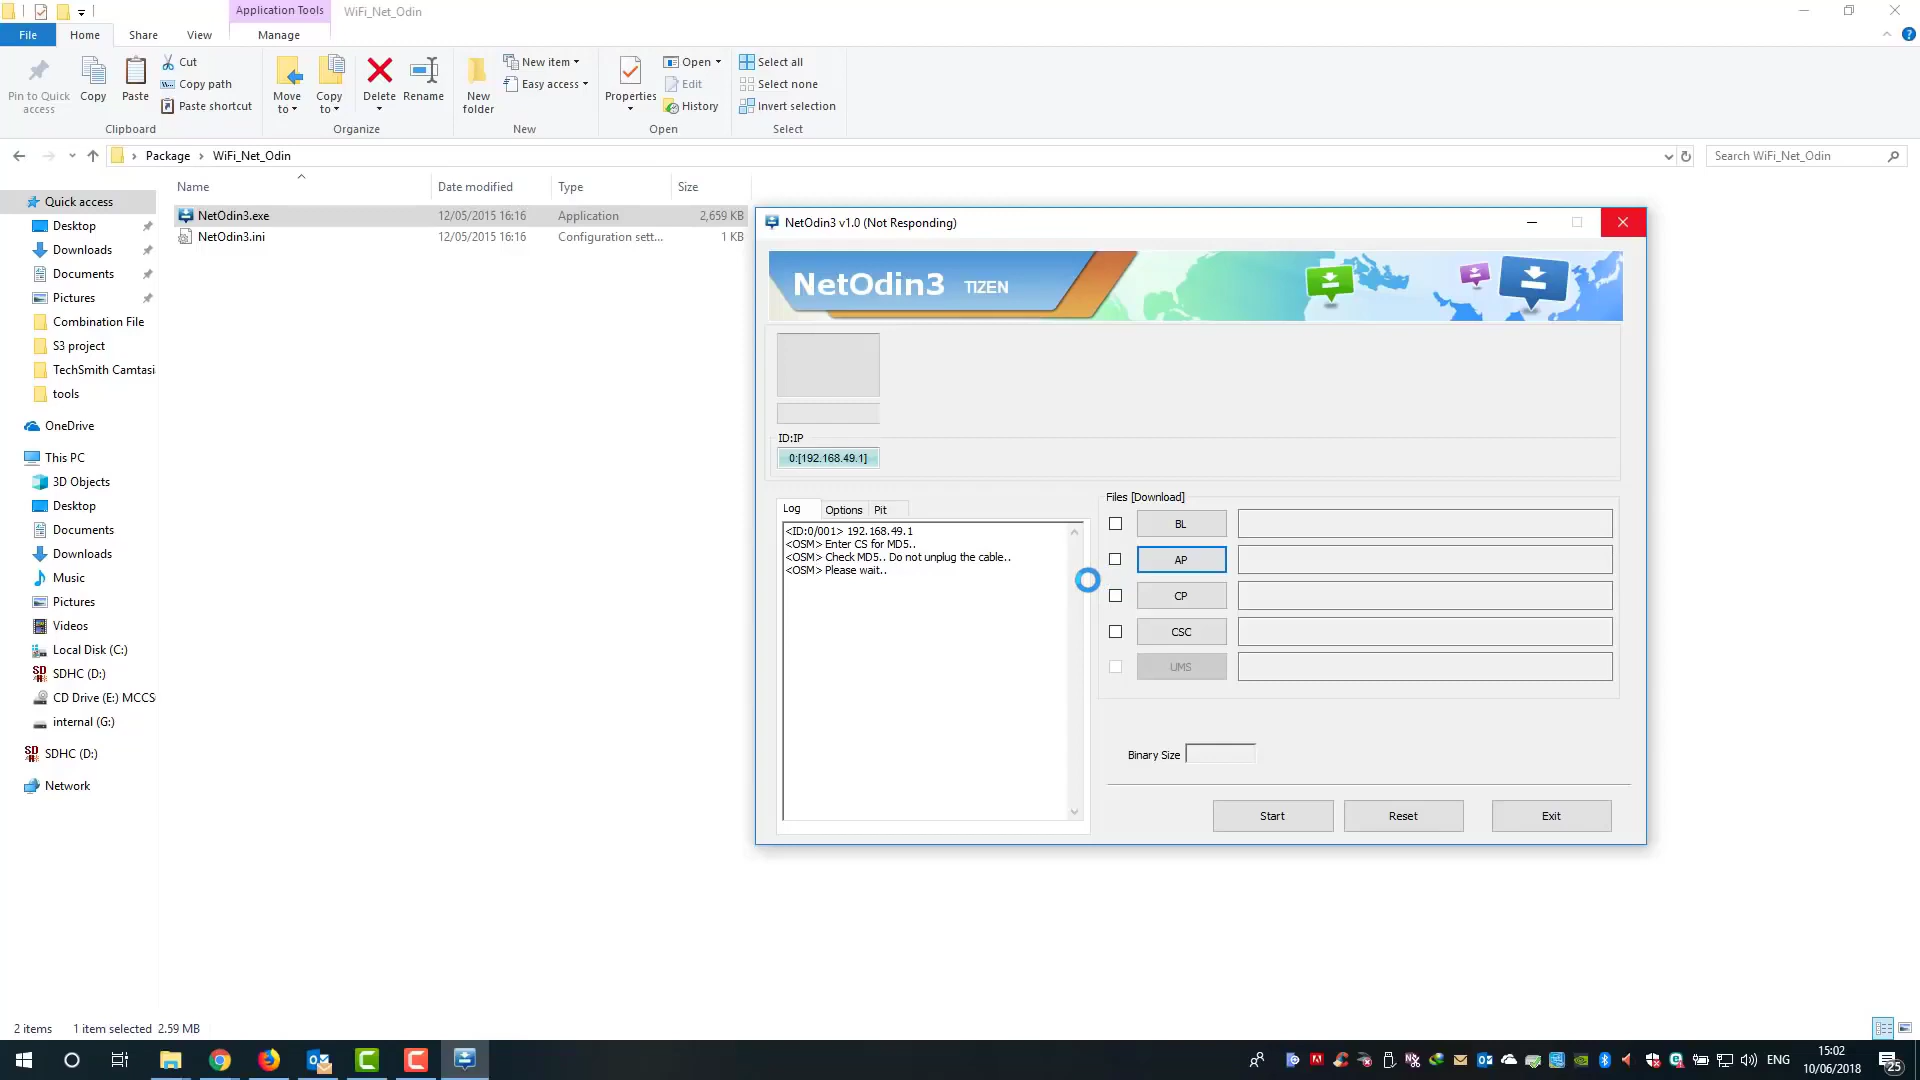 Application Tools
WiFi_Net_Odin
File
Home
Share
View
Manage
Pin to Quick access
Copy
Paste
Cut
Copy path
Paste shortcut
Clipboard
Move to
Copy to
Delete
Rename
Organize
New folder
New item
Easy access
New
Properties
Open
Edit
History
Open
Select all
Select none
Invert selection
Select
Package › WiFi_Net_Odin
Search WiFi_Net_Odin
Name
Date modified
Type
Size
NetOdin3.exe 12/05/2015 16:16 Application 2,659 KB
NetOdin3.ini 12/05/2015 16:16 Configuration sett... 1 KB
Quick access
Desktop
Downloads
Documents
Pictures
Combination File
S3 project
TechSmith Camtasi
tools
OneDrive
This PC
3D Objects
Desktop
Documents
Downloads
Music
Pictures
Videos
Local Disk (C:)
SDHC (D:)
CD Drive (E:) MCCS
internal (G:)
SDHC (D:)
Network
NetOdin3 v1.0 (Not Responding)
NetOdin3 TIZEN
ID:IP
0:[192.168.49.1]
Log
Options
Pit
<ID:0/001> 192.168.49.1
<OSM> Enter CS for MD5..
<OSM> Check MD5.. Do not unplug the cable..
<OSM> Please wait..
Files [Download]
BL
AP
CP
CSC
UMS
Binary Size
Start
Reset
Exit
2 items 1 item selected 2.59 MB
ENG
15:02
10/06/2018
25